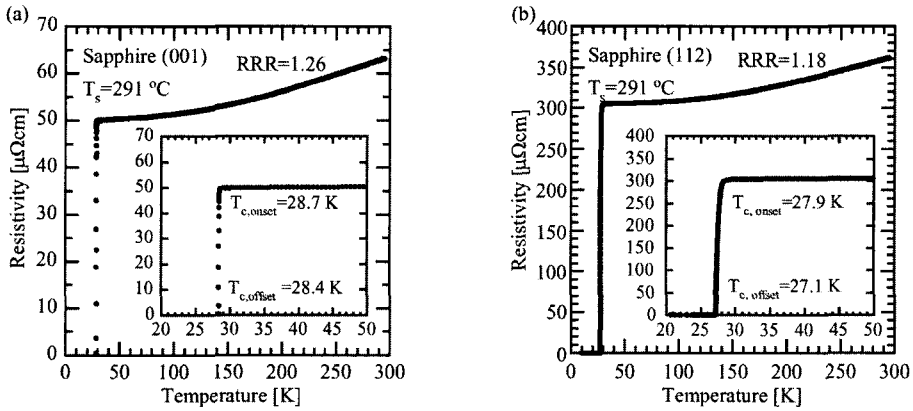 (a)
70
60
50
40
30
20
10
0
Resistivity [μΩcm]
Sapphire (001)
RRR=1.26
T_s=291 °C
70
60
50
40
30
20
10
0
T_c,onset=28.7 K
T_c,offset=28.4 K
20 25 30 35 40 45 50
0 50 100 150 200 250 300
Temperature [K]
(b)
400
350
300
250
200
150
100
50
0
Resistivity [μΩcm]
Sapphire (112)
RRR=1.18
T_s=291 °C
400
350
300
250
200
150
100
50
0
T_c, onset=27.9 K
T_c, offset=27.1 K
20 25 30 35 40 45 50
0 50 100 150 200 250 300
Temperature [K]